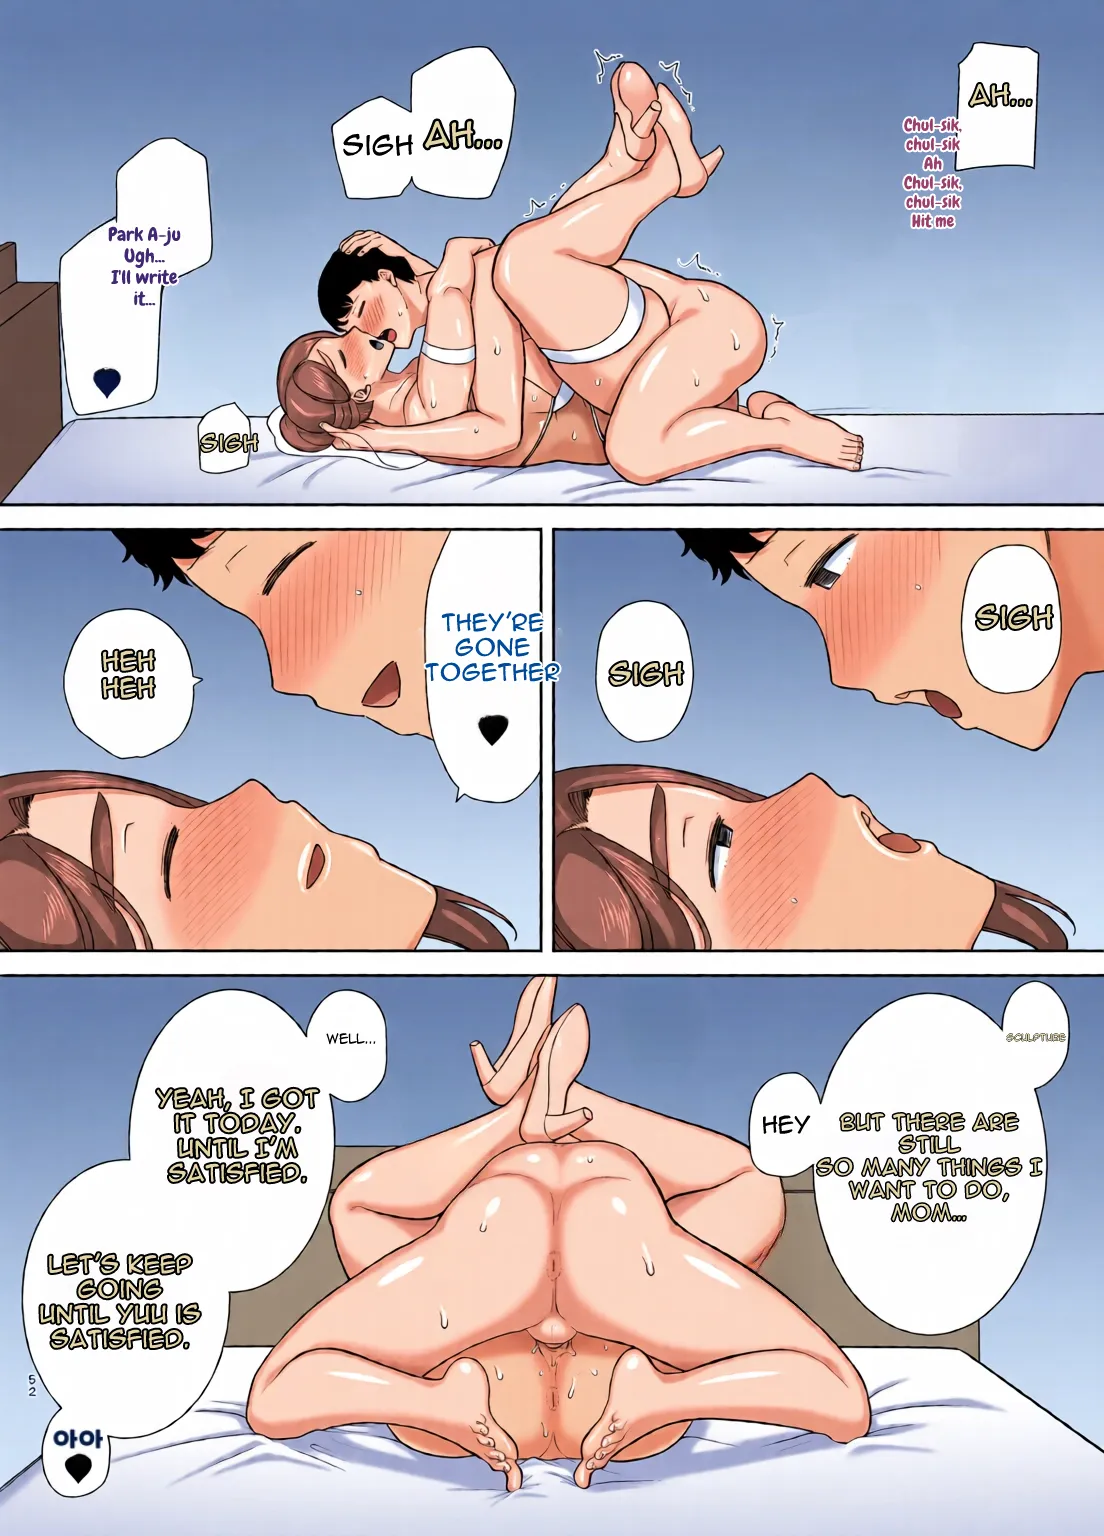 AH...
Chul-sik,
chul-sik
Ah
Chul-sik,
chul-sik
Hit me
AH...
SIGH
Park A-ju
Ugh...
I'll write
it...
SIGH
SIGH
SIGH
THEY'RE
GONE
TOGETHER
HEH
HEH
SCULPTURE
BUT THERE ARE
STILL
SO MANY THINGS I
WANT TO DO,
MOM...
HEY
WELL...
YEAH, I GOT
IT TODAY.
UNTIL I'M
SATISFIED.
LET'S KEEP
GOING
UNTIL YUU IS
SATISFIED.
아아
52